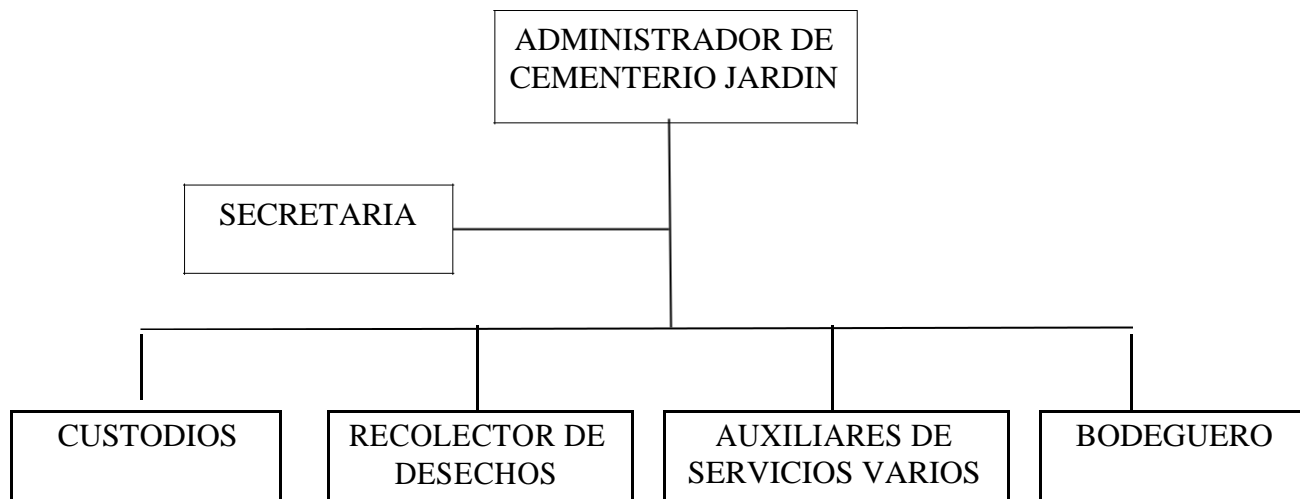 ADMINISTRADOR DE
CEMENTERIO JARDIN
SECRETARIA
CUSTODIOS
RECOLECTOR DE
DESECHOS
AUXILIARES DE
SERVICIOS VARIOS
BODEGUERO